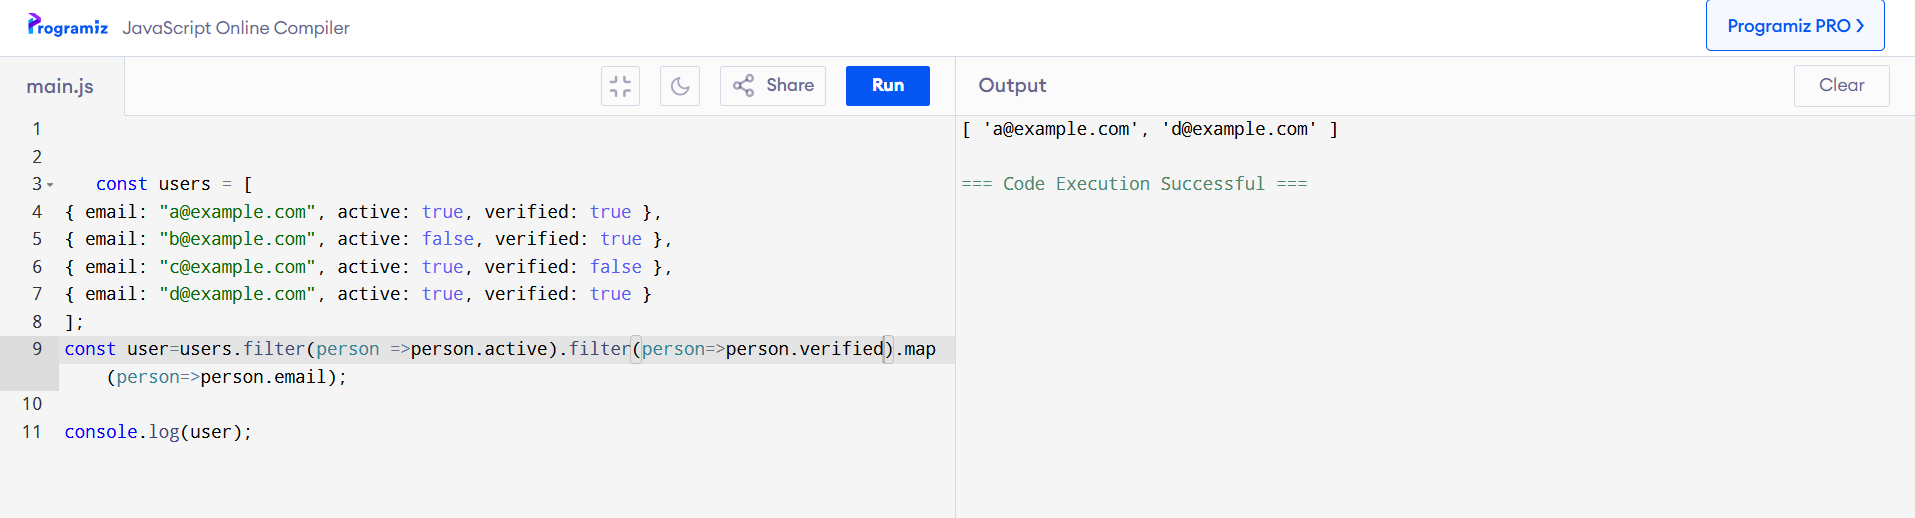 Programiz JavaScript Online Compiler
Programiz PRO
main.js
Share
Run
Output
Clear
1
2
3 const users = [
4 { email: "a@example.com", active: true, verified: true },
5 { email: "b@example.com", active: false, verified: true },
6 { email: "c@example.com", active: true, verified: false },
7 { email: "d@example.com", active: true, verified: true }
8 ];
9 const user=users.filter(person =>person.active).filter(person=>person.verified).map
(person=>person.email);
10
11 console.log(user);
[ 'a@example.com', 'd@example.com' ]
=== Code Execution Successful ===